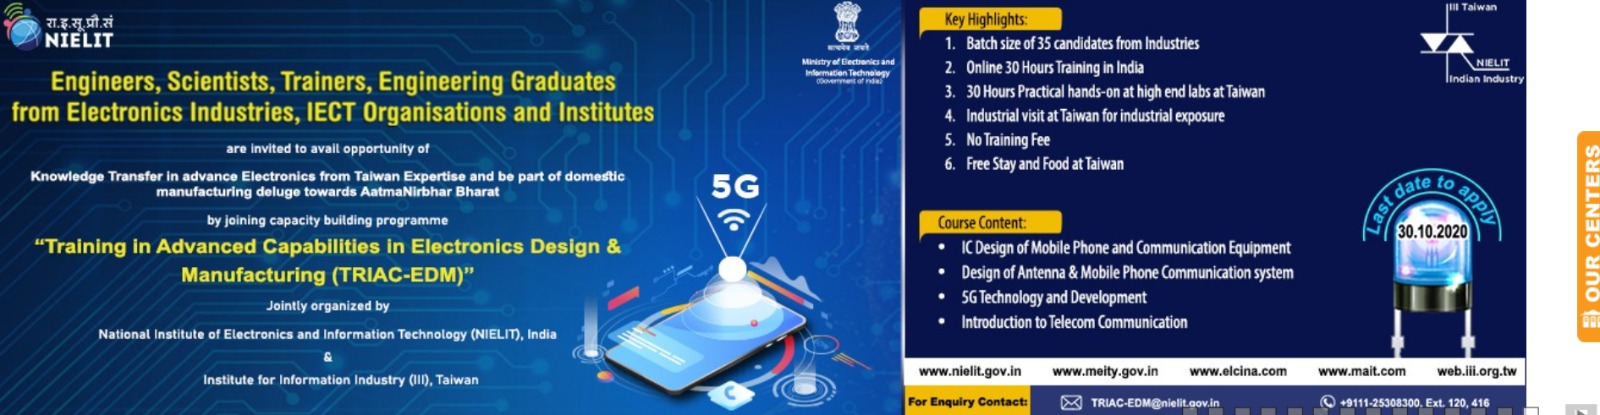 रा.इ.सू.प्रौ.सं
NIELIT
Engineers, Scientists, Trainers, Engineering Graduates
from Electronics Industries, IECT Organisations and Institutes
are invited to avail opportunity of
Knowledge Transfer in advance Electronics from Taiwan Expertise and be part of domestic
manufacturing deluge towards AatmaNirbhar Bharat
by joining capacity building programme
“Training in Advanced Capabilities in Electronics Design &
Manufacturing (TRIAC-EDM)”
Jointly organized by
National Institute of Electronics and Information Technology (NIELIT), India
&
Institute for Information Industry (III), Taiwan
सत्यमेव जयते
Ministry of Electronics and
Information Technology
(Government of India)
5G
Key Highlights:
1. Batch size of 35 candidates from Industries
2. Online 30 Hours Training in India
3. 30 Hours Practical hands-on at high end labs at Taiwan
4. Industrial visit at Taiwan for industrial exposure
5. No Training Fee
6. Free Stay and Food at Taiwan
III Taiwan
NIELIT
Indian Industry
Course Content:
• IC Design of Mobile Phone and Communication Equipment
• Design of Antenna & Mobile Phone Communication system
• 5G Technology and Development
• Introduction to Telecom Communication
Last date to apply
30.10.2020
www.nielit.gov.in www.meity.gov.in www.elcina.com www.mait.com web.iii.org.tw
For Enquiry Contact: TRIAC-EDM@nielit.gov.in +9111-25308300, Ext. 120, 416
OUR CENTERS